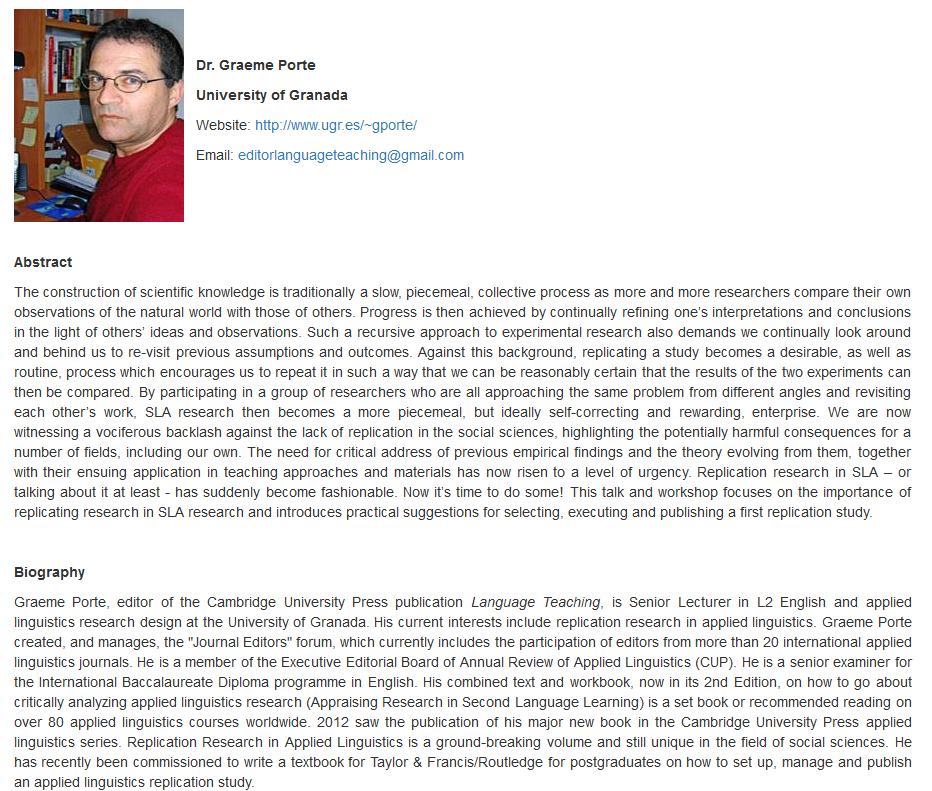 Dr. Graeme Porte
University of Granada
Website: http://www.ugr.es/~gporte/
Email: editorlanguageteaching@gmail.com
Abstract
The construction of scientific knowledge is traditionally a slow, piecemeal, collective process as more and more researchers compare their own
observations of the natural world with those of others. Progress is then achieved by continually refining one’s interpretations and conclusions
in the light of others’ ideas and observations. Such a recursive approach to experimental research also demands we continually look around
and behind us to re-visit previous assumptions and outcomes. Against this background, replicating a study becomes a desirable, as well as
routine, process which encourages us to repeat it in such a way that we can be reasonably certain that the results of the two experiments can
then be compared. By participating in a group of researchers who are all approaching the same problem from different angles and revisiting
each other’s work, SLA research then becomes a more piecemeal, but ideally self-correcting and rewarding, enterprise. We are now
witnessing a vociferous backlash against the lack of replication in the social sciences, highlighting the potentially harmful consequences for a
number of fields, including our own. The need for critical address of previous empirical findings and the theory evolving from them, together
with their ensuing application in teaching approaches and materials has now risen to a level of urgency. Replication research in SLA – or
talking about it at least - has suddenly become fashionable. Now it’s time to do some! This talk and workshop focuses on the importance of
replicating research in SLA research and introduces practical suggestions for selecting, executing and publishing a first replication study.
Biography
Graeme Porte, editor of the Cambridge University Press publication Language Teaching, is Senior Lecturer in L2 English and applied
linguistics research design at the University of Granada. His current interests include replication research in applied linguistics. Graeme Porte
created, and manages, the "Journal Editors" forum, which currently includes the participation of editors from more than 20 international applied
linguistics journals. He is a member of the Executive Editorial Board of Annual Review of Applied Linguistics (CUP). He is a senior examiner for
the International Baccalaureate Diploma programme in English. His combined text and workbook, now in its 2nd Edition, on how to go about
critically analyzing applied linguistics research (Appraising Research in Second Language Learning) is a set book or recommended reading on
over 80 applied linguistics courses worldwide. 2012 saw the publication of his major new book in the Cambridge University Press applied
linguistics series. Replication Research in Applied Linguistics is a ground-breaking volume and still unique in the field of social sciences. He
has recently been commissioned to write a textbook for Taylor & Francis/Routledge for postgraduates on how to set up, manage and publish
an applied linguistics replication study.